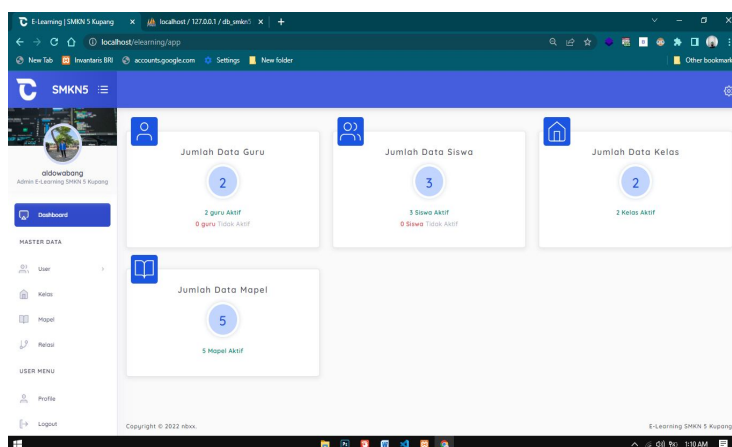 E-Learning | SMKN 5 Kupang
localhost / 127.0.0.1 / db_smkn5
localhost/elearning/app
New Tab
Invantaris BRI
accounts.google.com
Settings
New folder
Other bookmark
SMKN5
aldowabang
Admin E-Learning SMKN 5 Kupang
Dashboard
MASTER DATA
User
Kelas
Mapel
Relasi
USER MENU
Profile
Logout
Jumlah Data Guru
2
2 guru Aktif
0 guru Tidak Aktif
Jumlah Data Siswa
3
3 Siswa Aktif
0 Siswa Tidak Aktif
Jumlah Data Kelas
2
2 Kelas Aktif
Jumlah Data Mapel
5
5 Mapel Aktif
Copyright © 2022 nbxx.
E-Learning SMKN 5 Kupang
1:10 AM